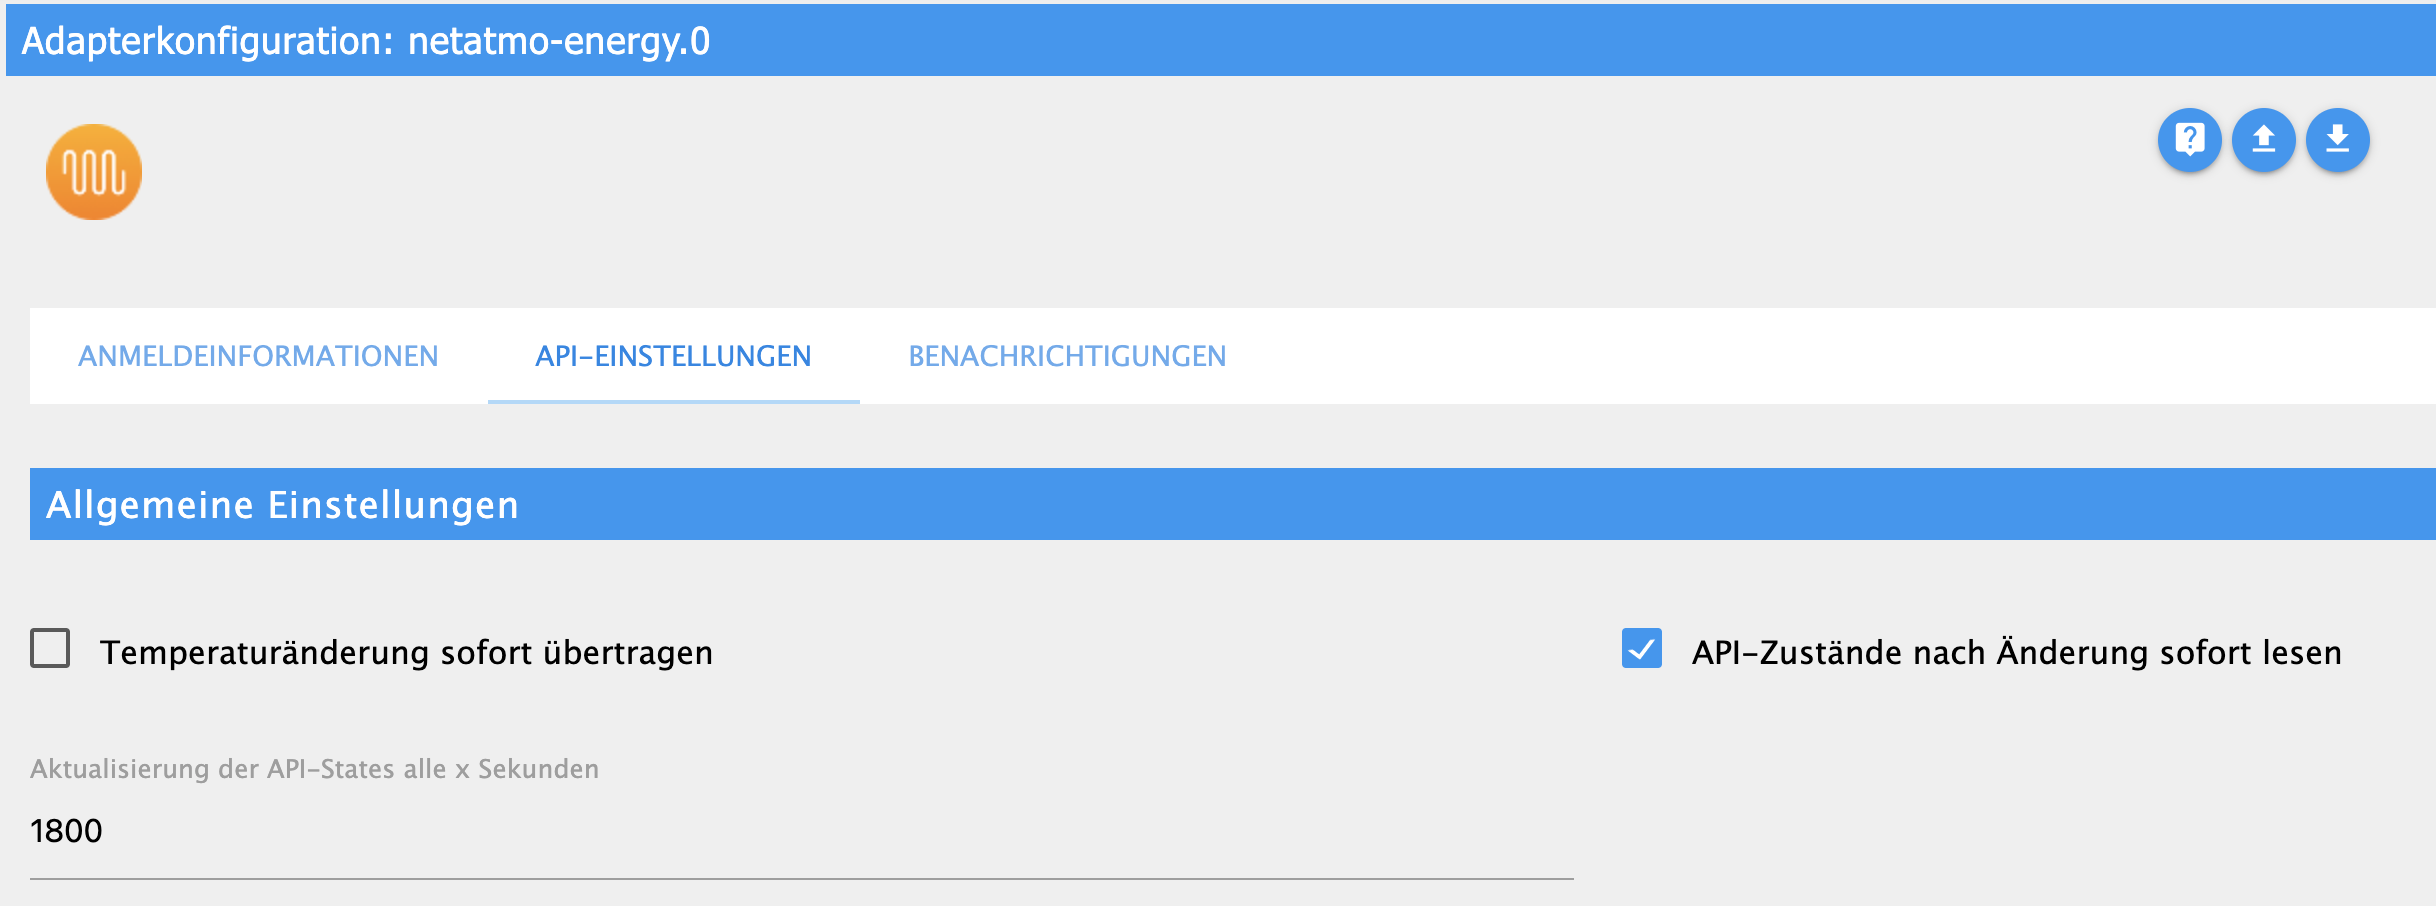 Adapterkonfiguration: netatmo-energy.0
ANMELDEINFORMATIONEN API-EINSTELLUNGEN BENACHRICHTIGUNGEN
Allgemeine Einstellungen
Temperaturänderung sofort übertragen API-Zustände nach Änderung sofort lesen
Aktualisierung der API-States alle x Sekunden
1800